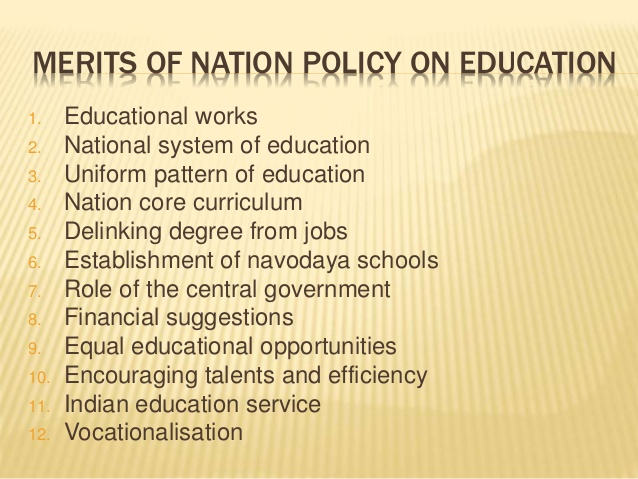 MERITS OF NATION POLICY ON EDUCATION
1. Educational works
2. National system of education
3. Uniform pattern of education
4. Nation core curriculum
5. Delinking degree from jobs
6. Establishment of navodaya schools
7. Role of the central government
8. Financial suggestions
9. Equal educational opportunities
10. Encouraging talents and efficiency
11. Indian education service
12. Vocationalisation